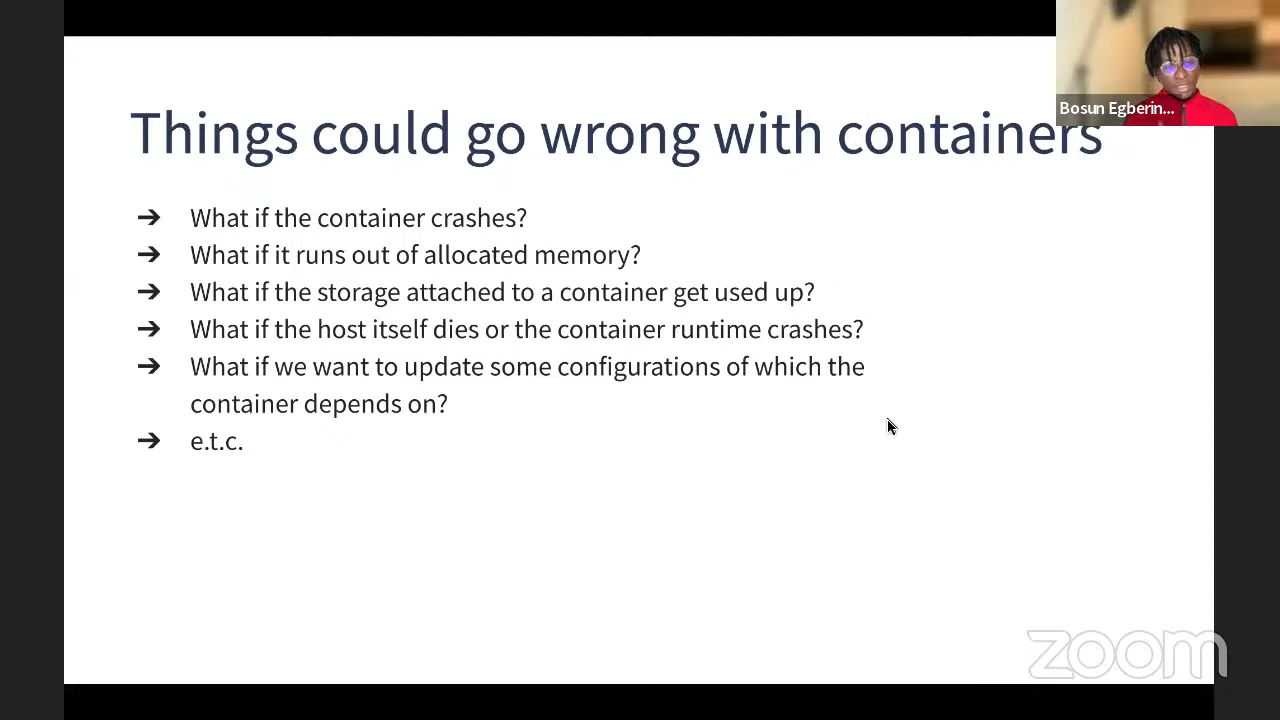 Bosun Egberin...
Things could go wrong with containers
➔ What if the container crashes?
➔ What if it runs out of allocated memory?
➔ What if the storage attached to a container get used up?
➔ What if the host itself dies or the container runtime crashes?
➔ What if we want to update some configurations of which the
container depends on?
➔ e.t.c.
zoom